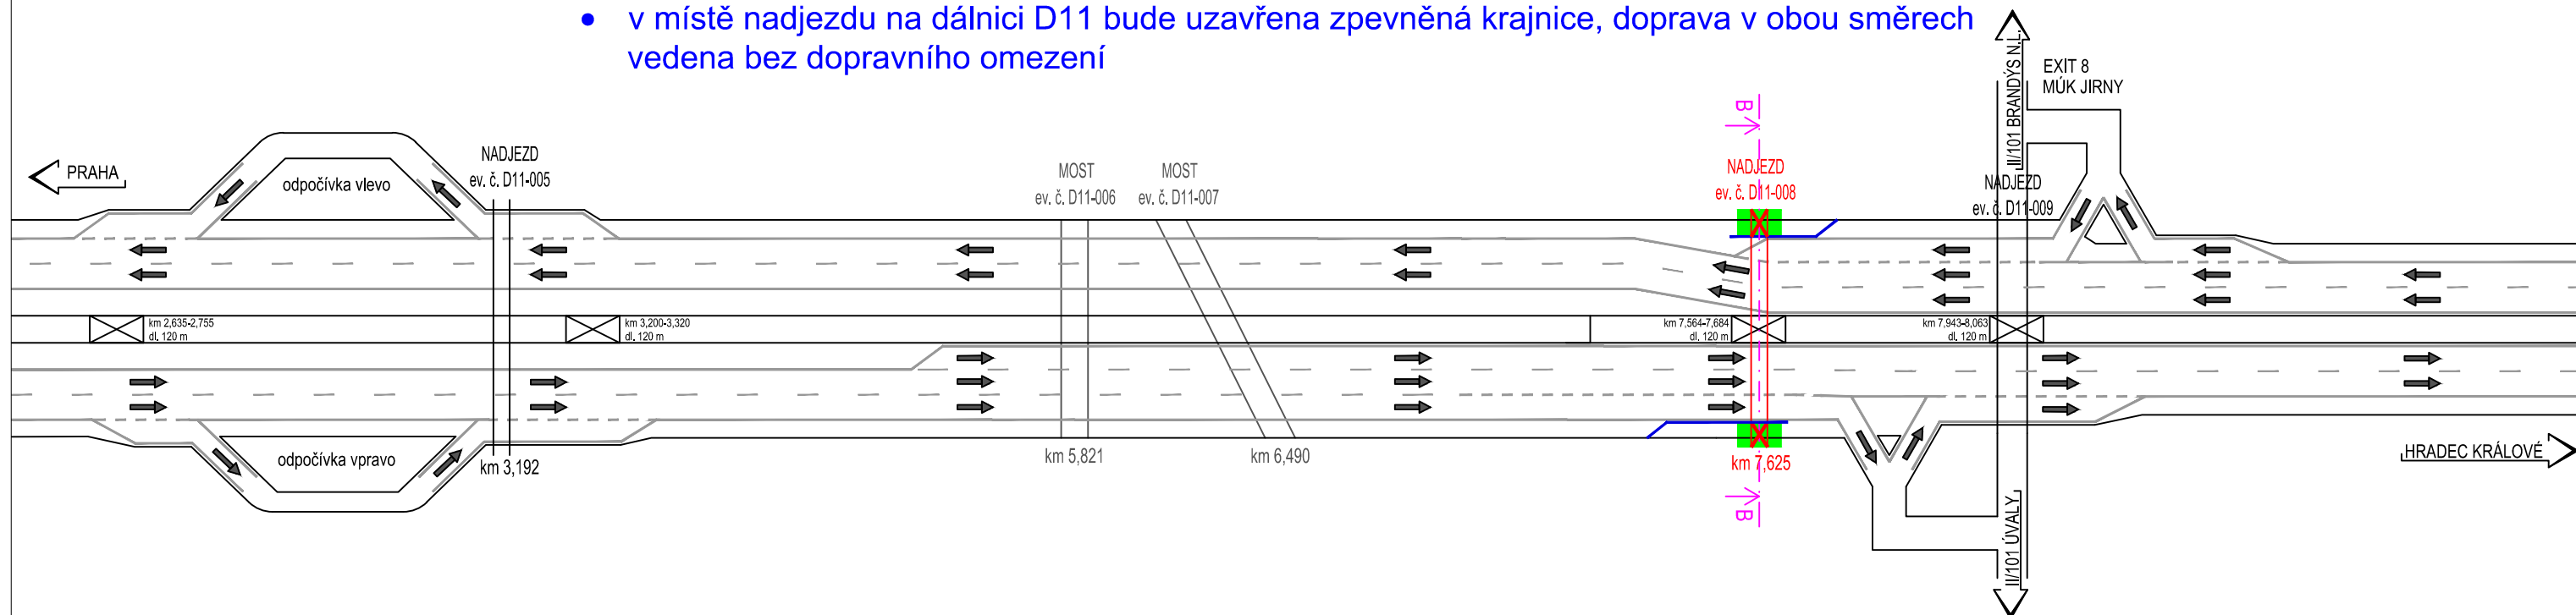 • v místě nadjezdu na dálnici D11 bude uzavřena zpevněná krajnice, doprava v obou směrech
vedena bez dopravního omezení
II/101 BRANDÝS N.L.
EXIT 8
MÚK JIRNY
B
PRAHA
odpočívka vlevo
NADJEZD
ev. č. D11-005
MOST
ev. č. D11-006
MOST
ev. č. D11-007
NADJEZD
ev. č. D11-008
NADJEZD
ev. č. D11-009
km 2,635-2,755
dl. 120 m
km 3,200-3,320
dl. 120 m
km 7,564-7,684
dl. 120 m
km 7,943-8,063
dl. 120 m
odpočívka vpravo
km 3,192
km 5,821
km 6,490
km 7,625
HRADEC KRÁLOVÉ
B
II/101 ÚVALY